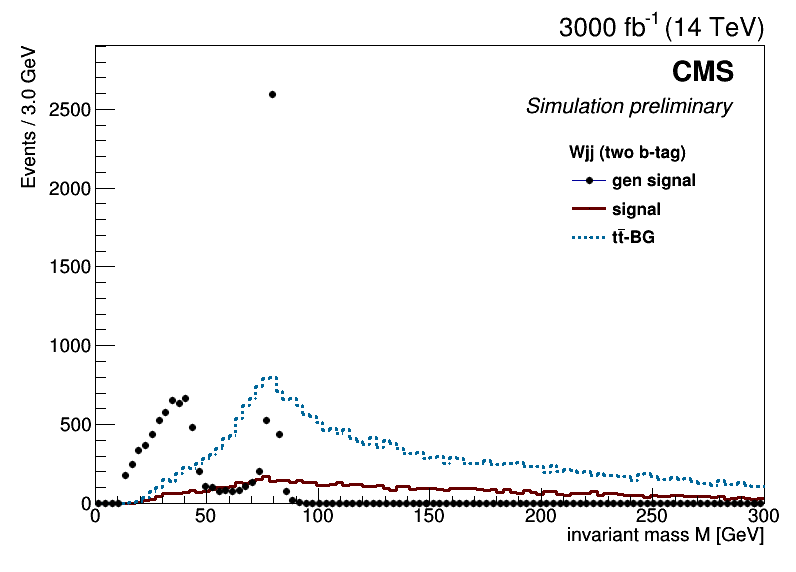 3000 fb⁻¹ (14 TeV)
CMS
Simulation preliminary
Wjj (two b-tag)
gen signal
signal
tt̄-BG
Events / 3.0 GeV
2500
2000
1500
1000
500
0
0 50 100 150 200 250 300
invariant mass M [GeV]